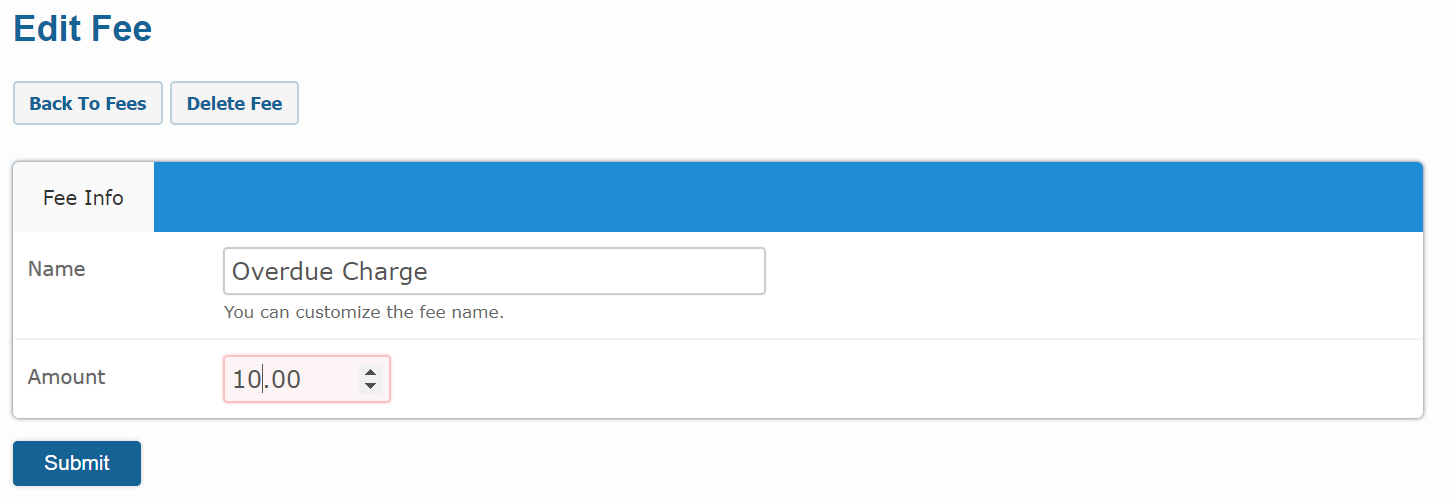 Edit Fee
Back To Fees Delete Fee
Fee Info
Name Overdue Charge
You can customize the fee name.
Amount 10.00
Submit